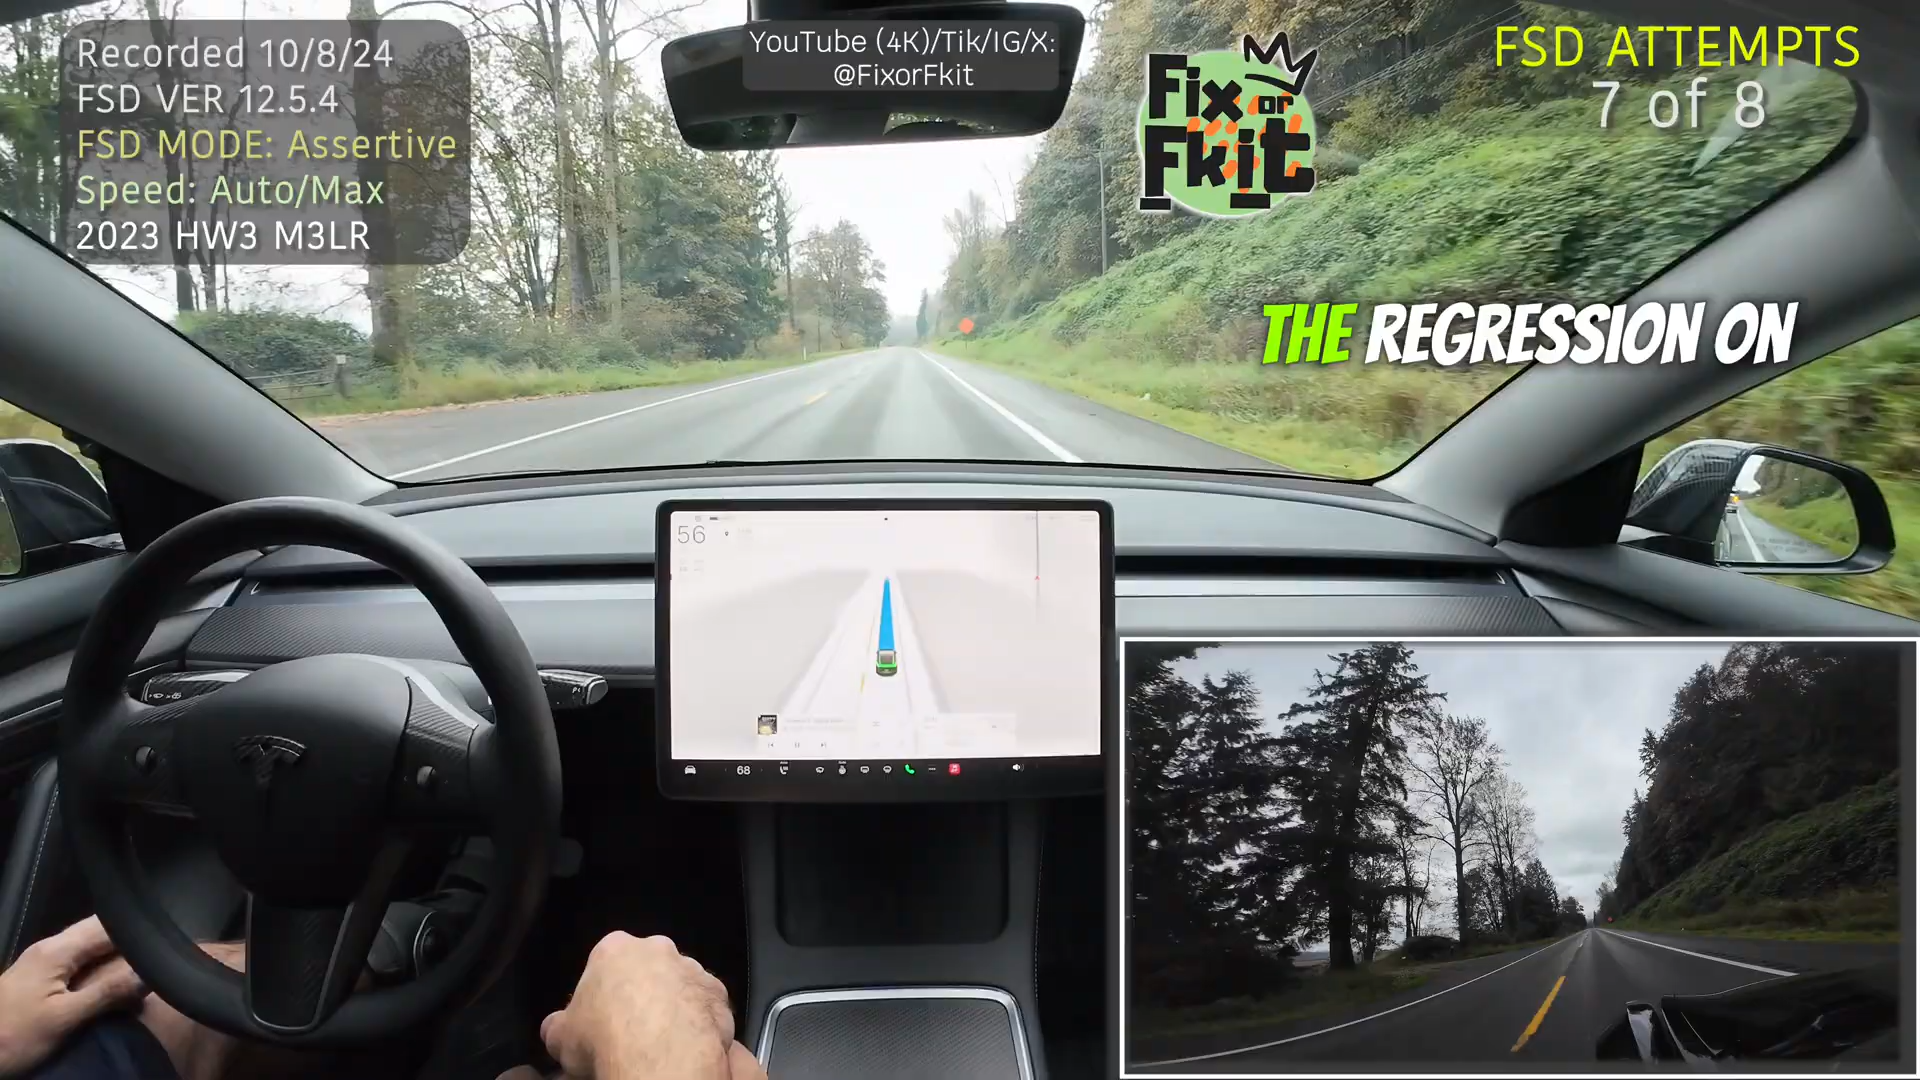 Recorded 10/8/24
FSD VER 12.5.4
FSD MODE: Assertive
Speed: Auto/Max
2023 HW3 M3LR
YouTube (4K)/Tik/IG/X:
@FixorFkit
Fix or
Fkit
FSD ATTEMPTS
7 of 8
THE REGRESSION ON
56
68